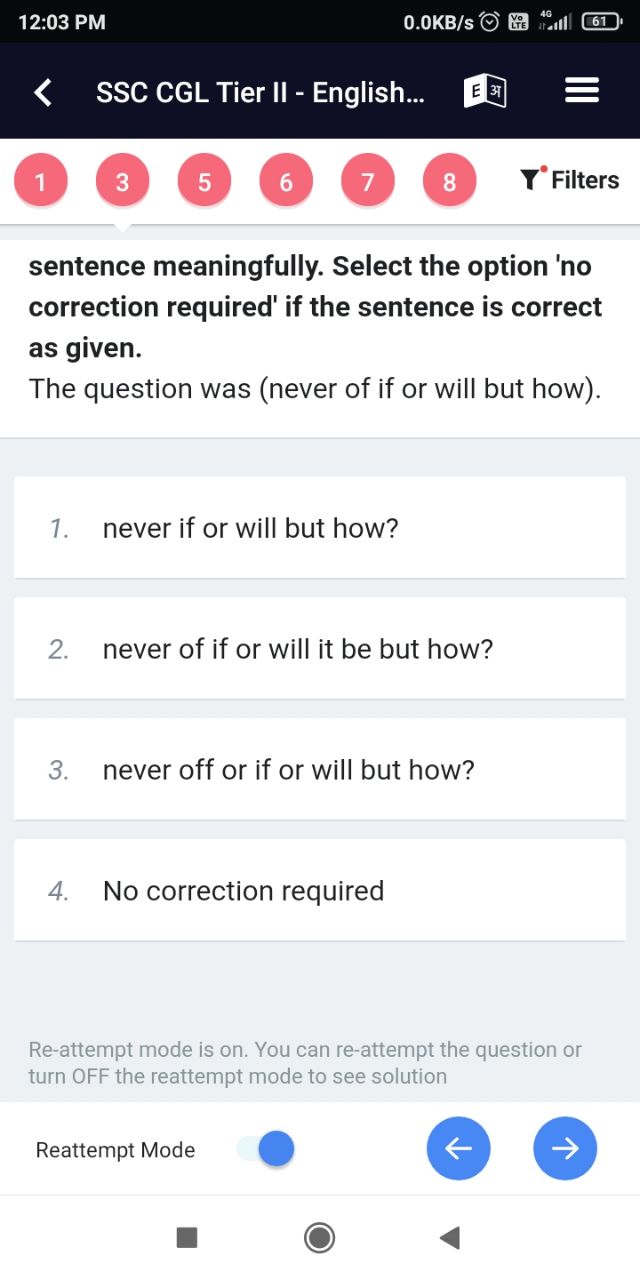 12:03 PM
0.0KB/s
Vo
LTE
4G
61
SSC CGL Tier II - English...
E अ
1 3 5 6 7 8 Filters
sentence meaningfully. Select the option 'no
correction required' if the sentence is correct
as given.
The question was (never of if or will but how).
1. never if or will but how?
2. never of if or will it be but how?
3. never off or if or will but how?
4. No correction required
Re-attempt mode is on. You can re-attempt the question or
turn OFF the reattempt mode to see solution
Reattempt Mode